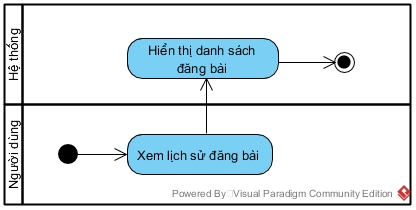 Hệ thống
Hiển thị danh sách
đăng bài
Người dùng
Xem lịch sử đăng bài
Powered By Visual Paradigm Community Edition